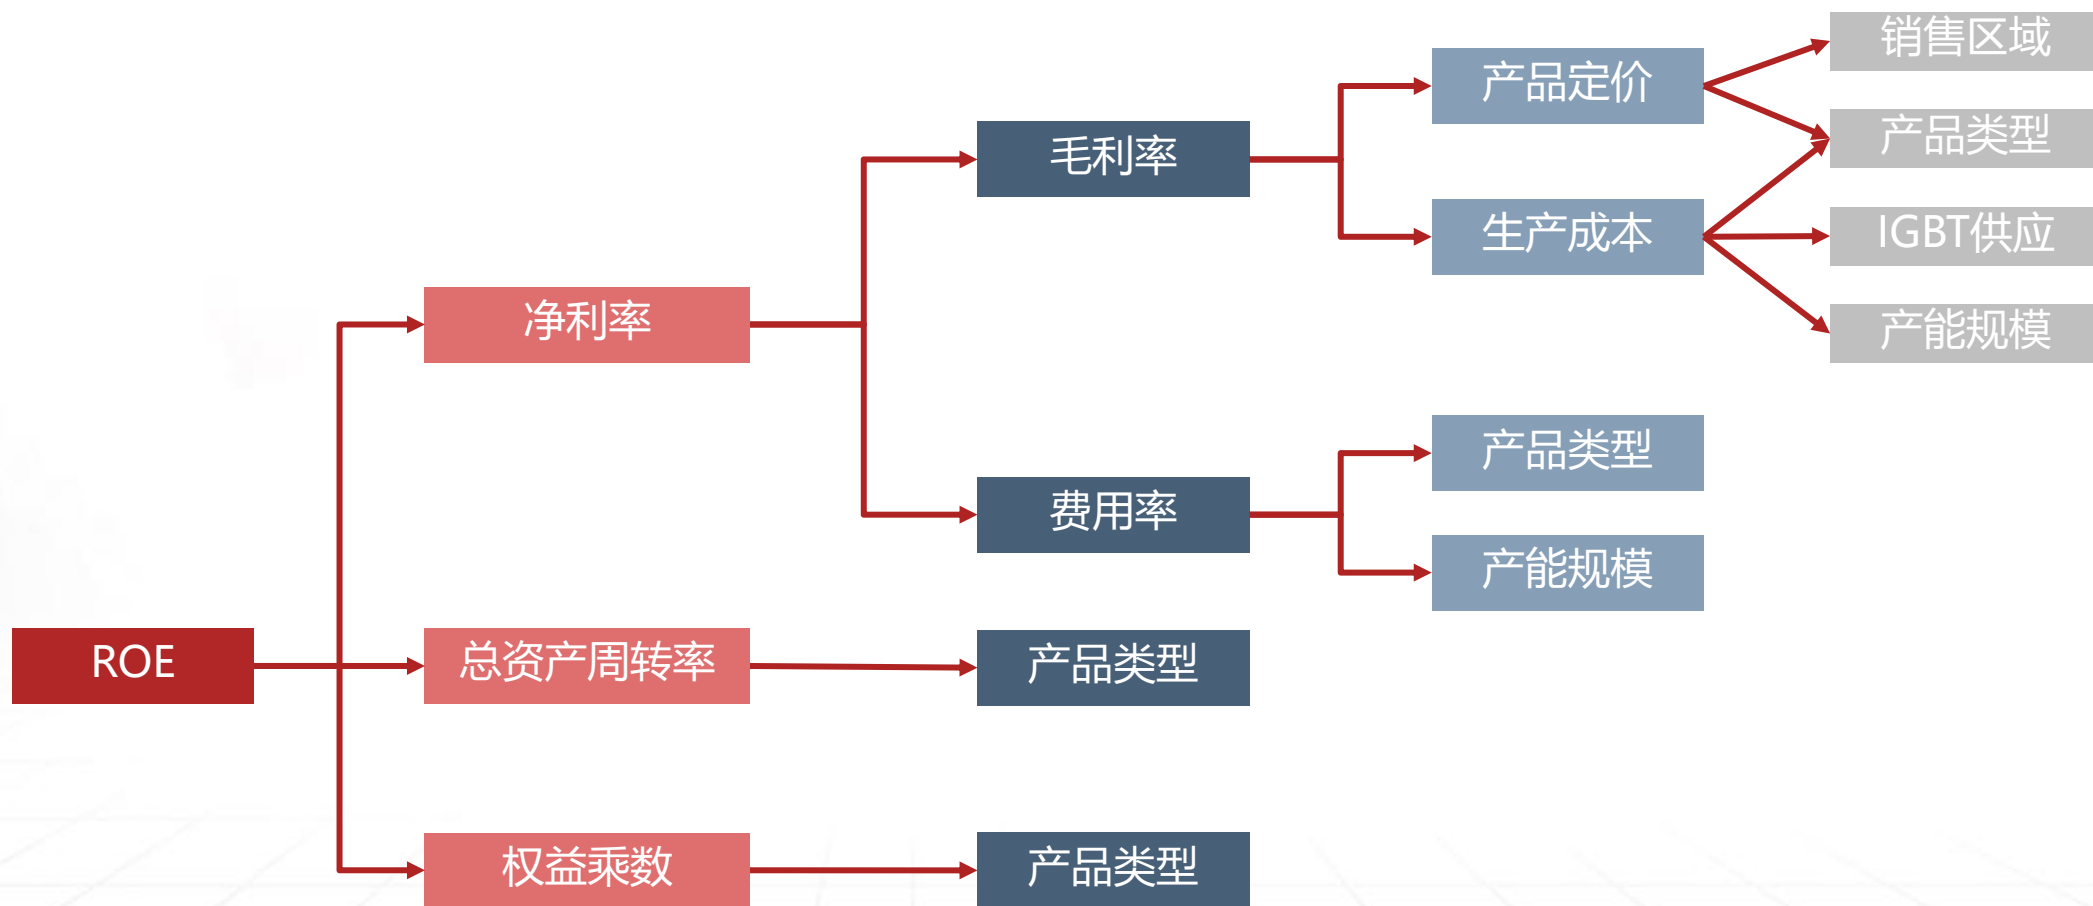 销售区域
产品定价
产品类型
毛利率
生产成本
IGBT供应
净利率
产能规模
产品类型
费用率
产能规模
ROE
总资产周转率
产品类型
权益乘数
产品类型